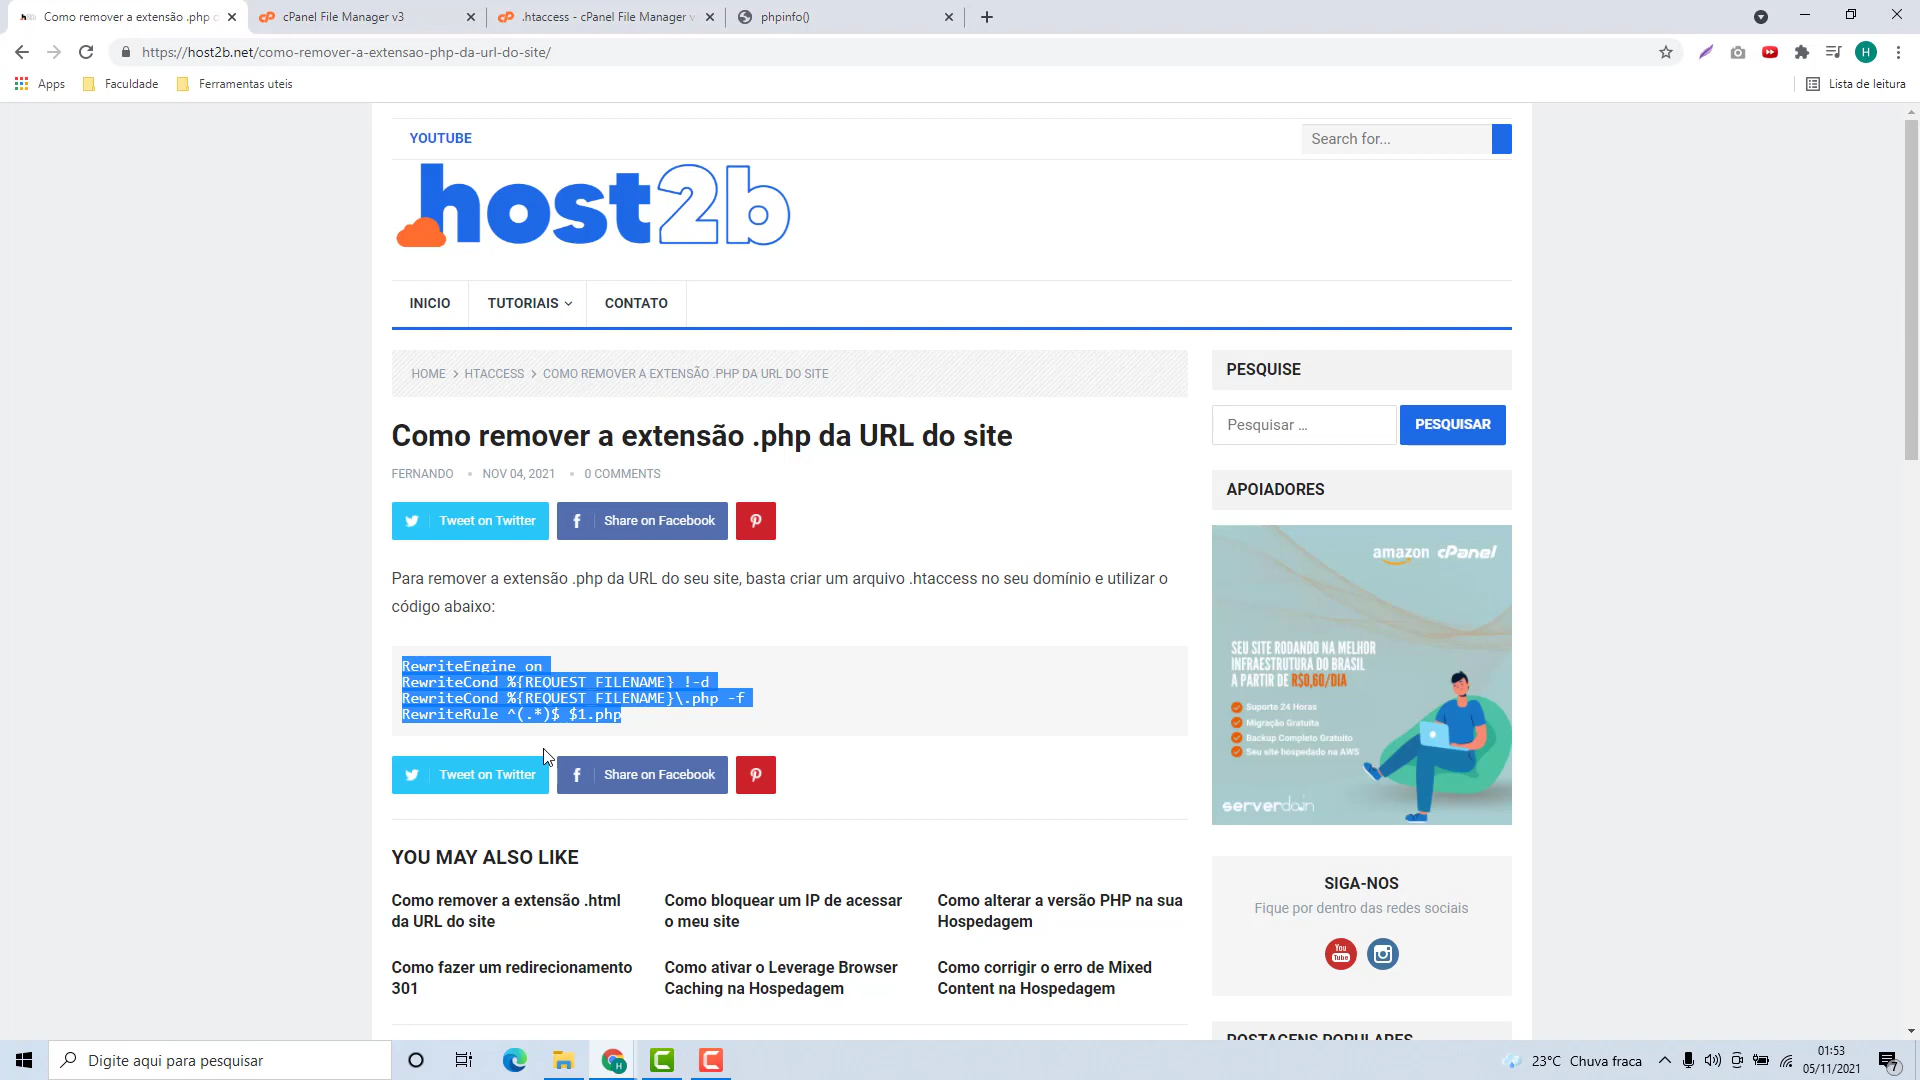 Como remover a extensão .php d
cPanel File Manager v3
.htaccess - cPanel File Manager v
phpinfo()
https://host2b.net/como-remover-a-extensao-php-da-url-do-site/
H
Apps
Faculdade
Ferramentas uteis
Lista de leitura
YOUTUBE
Search for...
host2b
INICIO
TUTORIAIS
CONTATO
HOME > HTACCESS > COMO REMOVER A EXTENSÃO .PHP DA URL DO SITE
Como remover a extensão .php da URL do site
FERNANDO • NOV 04, 2021 • 0 COMMENTS
Tweet on Twitter
Share on Facebook
Para remover a extensão .php da URL do seu site, basta criar um arquivo .htaccess no seu domínio e utilizar o
código abaixo:
RewriteEngine on
RewriteCond %{REQUEST_FILENAME} !-d
RewriteCond %{REQUEST_FILENAME}\.php -f
RewriteRule ^(.*)$ $1.php
Tweet on Twitter
Share on Facebook
YOU MAY ALSO LIKE
Como remover a extensão .html
da URL do site
Como bloquear um IP de acessar
o meu site
Como alterar a versão PHP na sua
Hospedagem
Como fazer um redirecionamento
301
Como ativar o Leverage Browser
Caching na Hospedagem
Como corrigir o erro de Mixed
Content na Hospedagem
PESQUISE
Pesquisar …
PESQUISAR
APOIADORES
amazon cPanel
SEU SITE RODANDO NA MELHOR
INFRAESTRUTURA DO BRASIL
A PARTIR DE R$0,60/DIA
Suporte 24 Horas
Migração Gratuita
Backup Completo Gratuito
Seu site hospedado na AWS
serverdo.in
SIGA-NOS
Fique por dentro das redes sociais
You
Tube
POSTAGENS POPULARES
Digite aqui para pesquisar
H
23°C Chuva fraca
01:53
05/11/2021
7